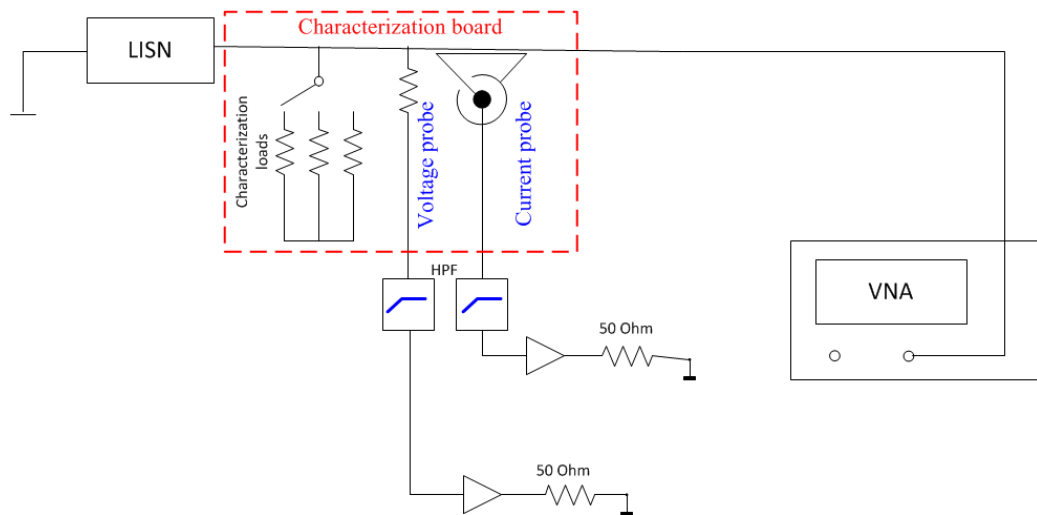 Characterization board
LISN
Characterization
loads
Voltage probe
Current probe
HPF
VNA
50 Ohm
50 Ohm